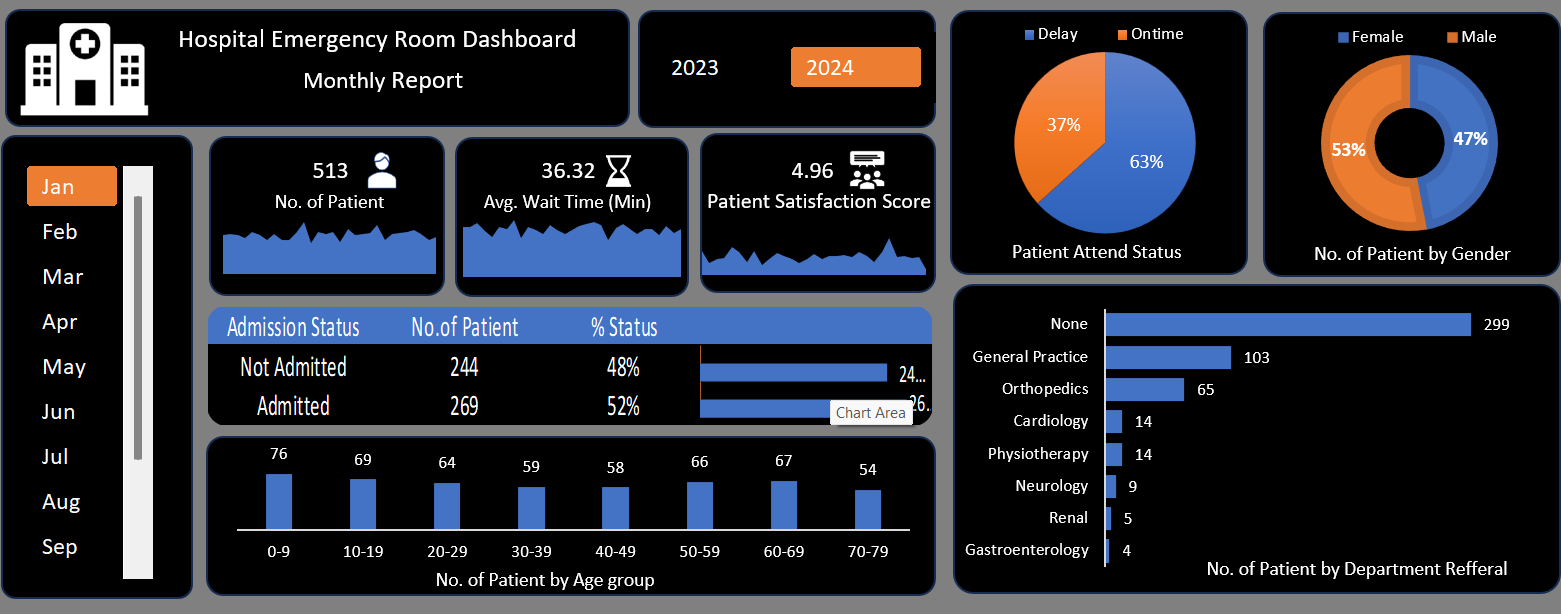 Hospital Emergency Room Dashboard
Monthly Report
2023
2024
Jan
Feb
Mar
Apr
May
Jun
Jul
Aug
Sep
513
No. of Patient
36.32
Avg. Wait Time (Min)
4.96
Patient Satisfaction Score
Delay
Ontime
37%
63%
Patient Attend Status
Female
Male
53%
47%
No. of Patient by Gender
Admission Status No.of Patient % Status
Not Admitted 244 48% 24...
Admitted 269 52% 26..
Chart Area
76 69 64 59 58 66 67 54
0-9 10-19 20-29 30-39 40-49 50-59 60-69 70-79
No. of Patient by Age group
None 299
General Practice 103
Orthopedics 65
Cardiology 14
Physiotherapy 14
Neurology 9
Renal 5
Gastroenterology 4
No. of Patient by Department Refferal